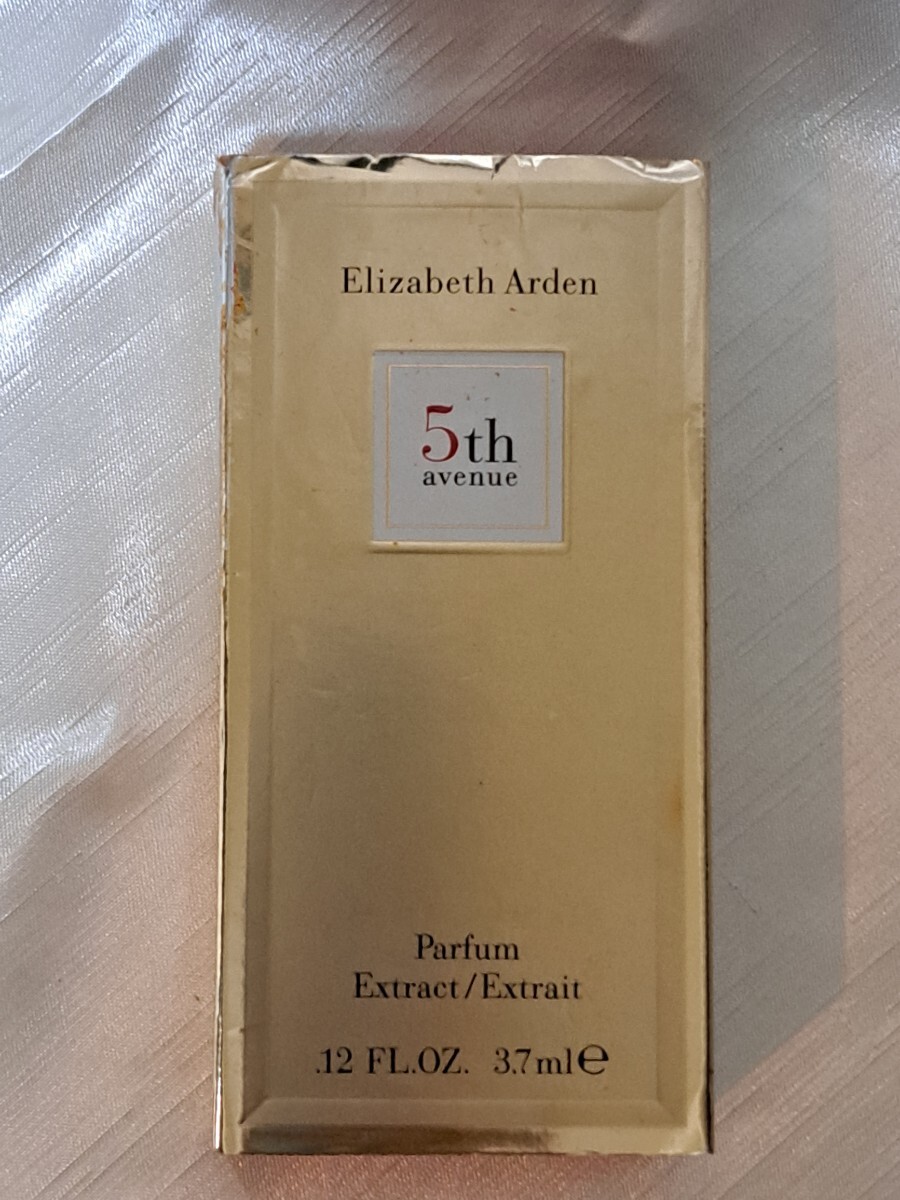 Elizabeth Arden
5th
avenue
Parfum
Extract/Extrait
.12 FL.OZ. 3.7ml℮